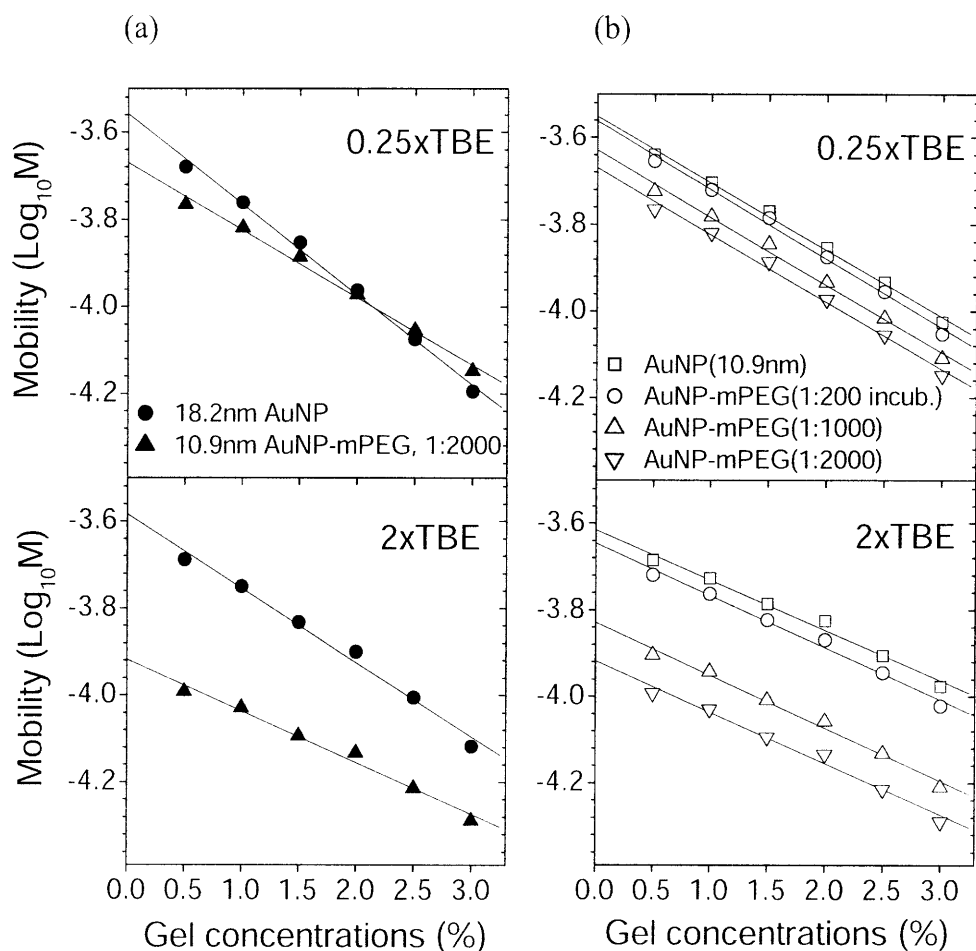 (a)
(b)
0.25xTBE
0.25xTBE
-3.6
-3.8
-4.0
-4.2
-3.6
-3.8
-4.0
-4.2
Mobility (Log10M)
18.2nm AuNP
10.9nm AuNP-mPEG, 1:2000
AuNP(10.9nm)
AuNP-mPEG(1:200 incub.)
AuNP-mPEG(1:1000)
AuNP-mPEG(1:2000)
2xTBE
2xTBE
-3.6
-3.8
-4.0
-4.2
-3.6
-3.8
-4.0
-4.2
Mobility (Log10M)
0.0 0.5 1.0 1.5 2.0 2.5 3.0
0.0 0.5 1.0 1.5 2.0 2.5 3.0
Gel concentrations (%)
Gel concentrations (%)